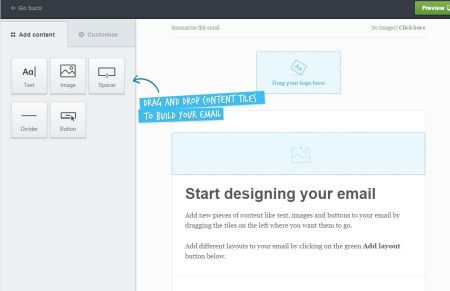 Go back
Preview
Add content
Customize
Summarize this email
No images? Click here
Aa
Text
Image
Spacer
Divider
Button
DRAG AND DROP CONTENT TILES
TO BUILD YOUR EMAIL
Drag your logo here
Start designing your email
Add new pieces of content like text, images and buttons to your email by
dragging the tiles on the left where you want them to go.
Add different layouts to your email by clicking on the green Add layout
button below.